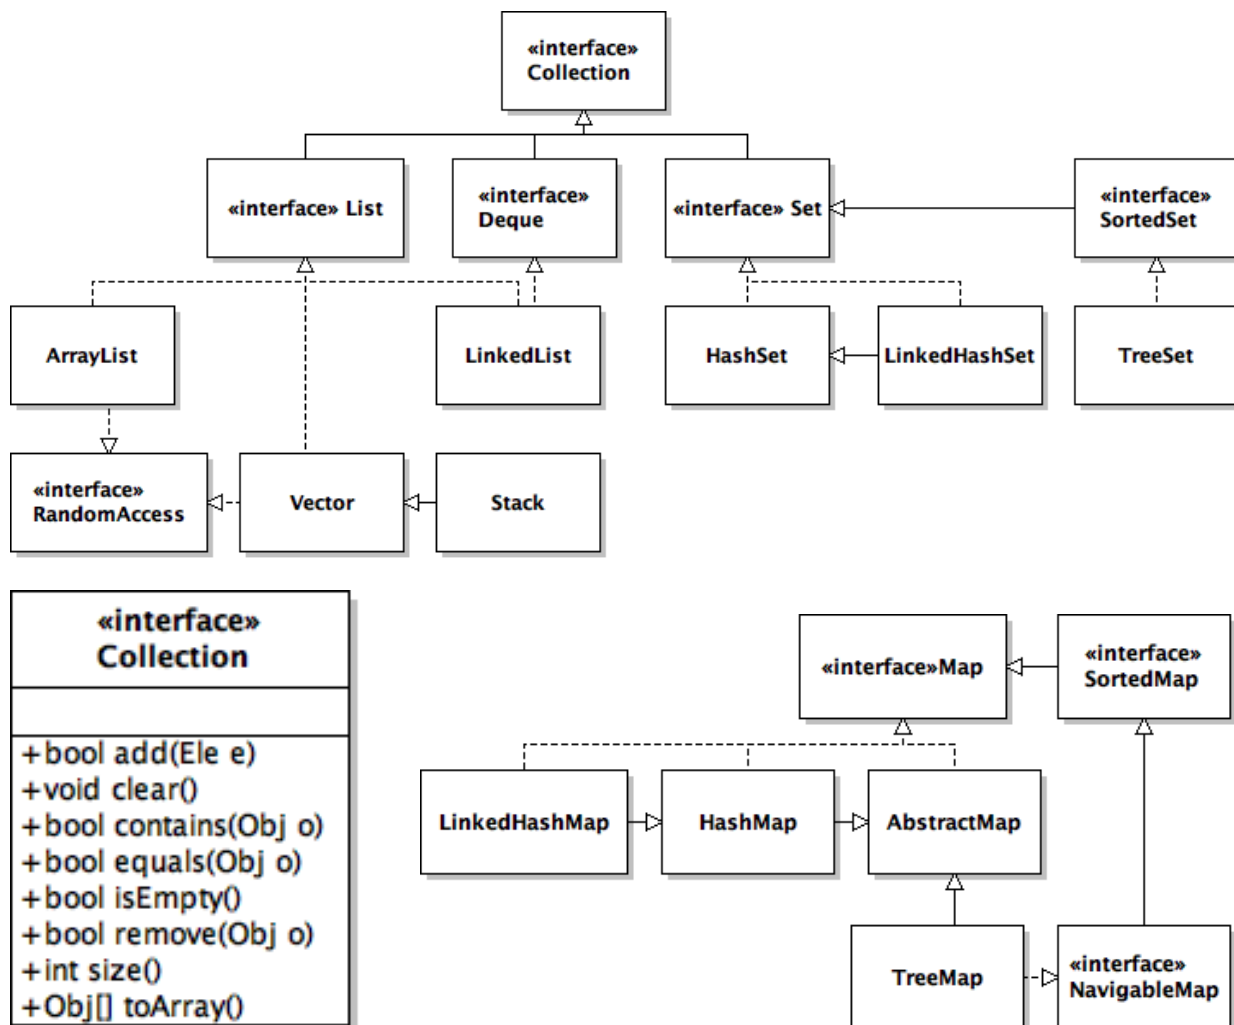 «interface»
Collection
«interface» List
«interface»
Deque
«interface» Set
«interface»
SortedSet
ArrayList
LinkedList
HashSet
LinkedHashSet
TreeSet
«interface»
RandomAccess
Vector
Stack
«interface»
Collection
+bool add(Ele e)
+void clear()
+bool contains(Obj o)
+bool equals(Obj o)
+bool isEmpty()
+bool remove(Obj o)
+int size()
+Obj[] toArray()
«interface»Map
«interface»
SortedMap
LinkedHashMap
HashMap
AbstractMap
TreeMap
«interface»
NavigableMap